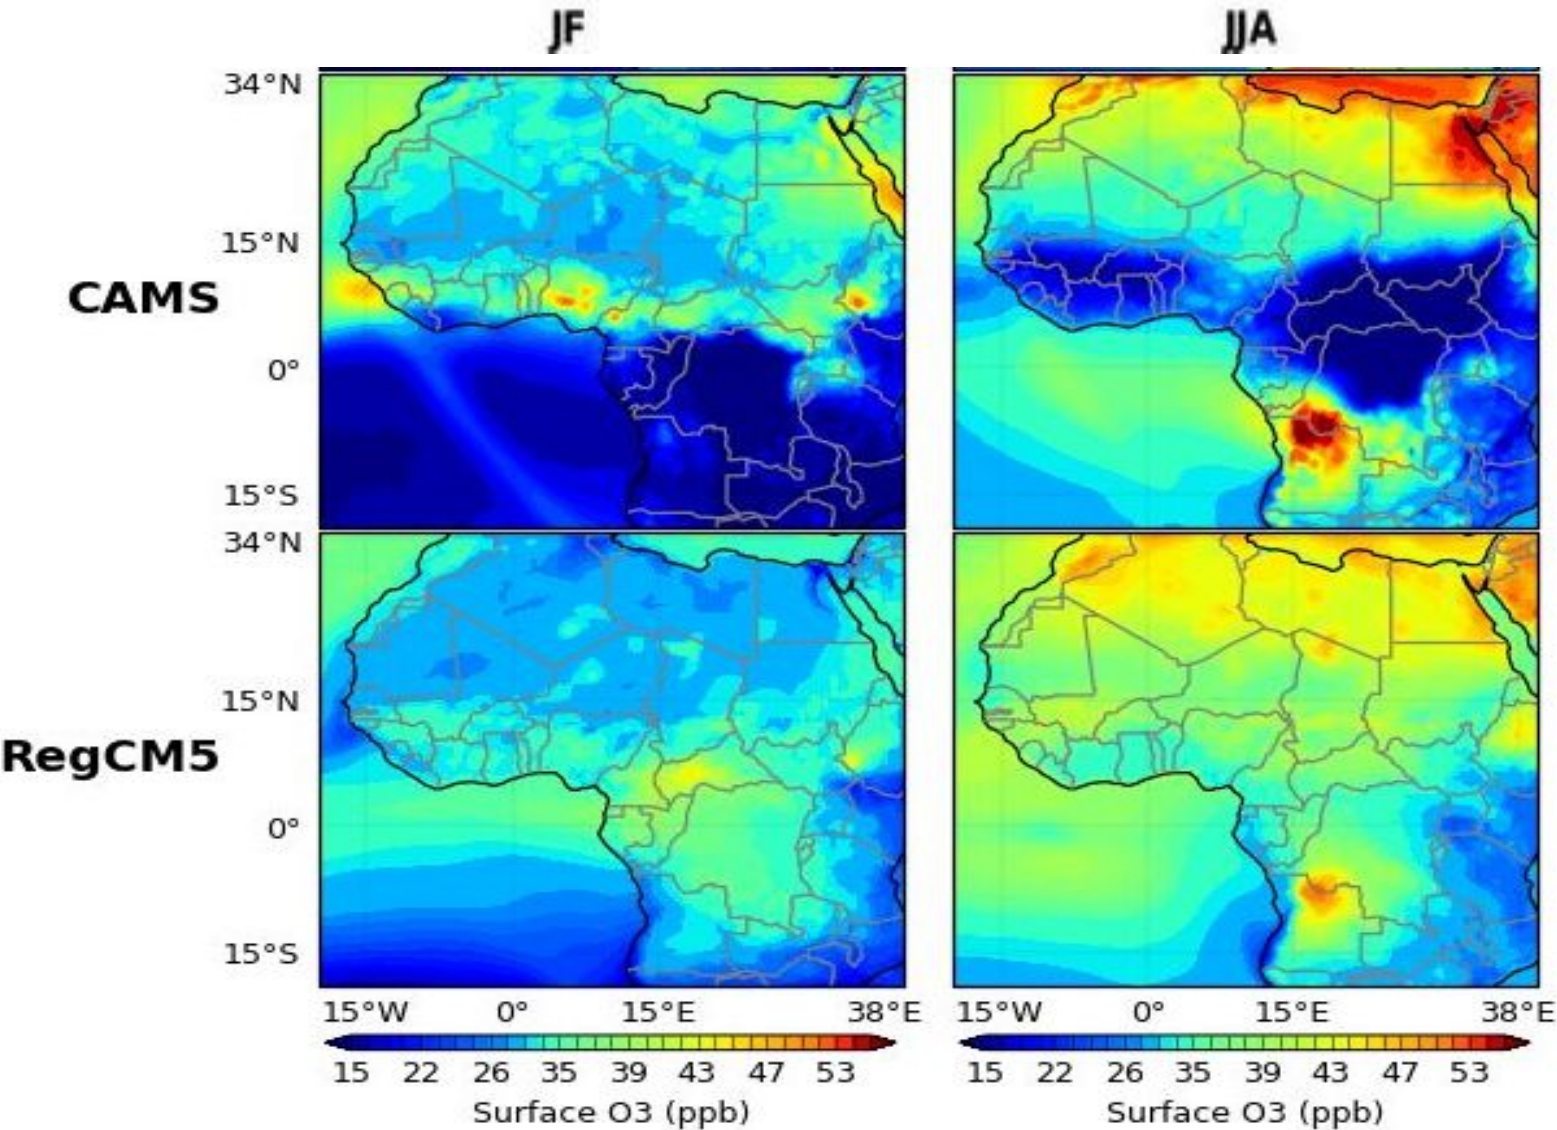 JF JJA
34°N
15°N
CAMS
0°
15°S
34°N
15°N
RegCM5
0°
15°S
15°W 0° 15°E 38°E 15°W 0° 15°E 38°E
15 22 26 35 39 43 47 53 15 22 26 35 39 43 47 53
Surface O3 (ppb) Surface O3 (ppb)